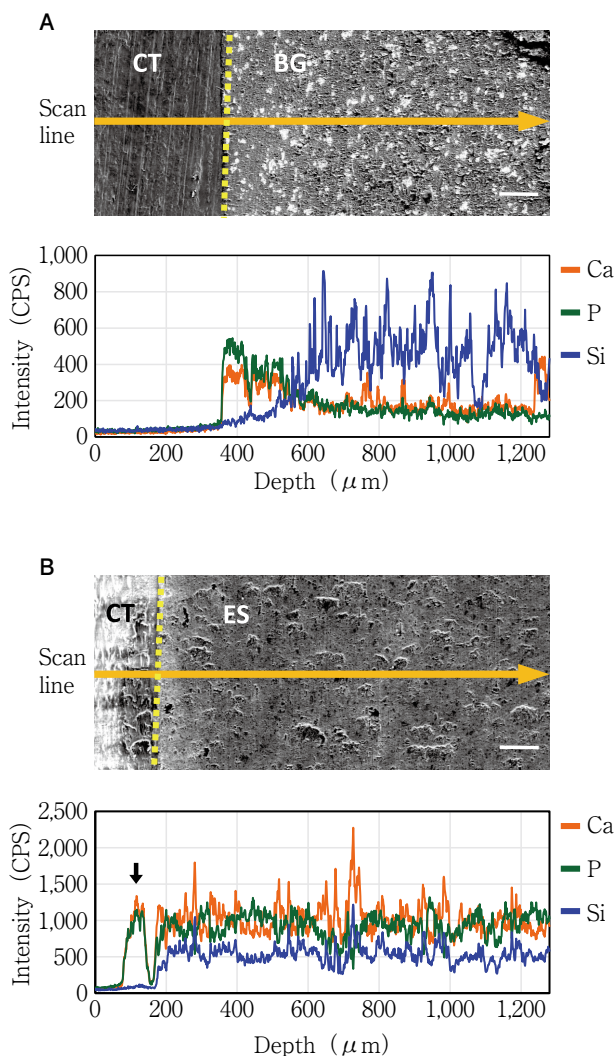 A
CT BG
Scan
line
1,000
800
600
400
200
0
Intensity (CPS)
Ca
P
Si
0 200 400 600 800 1,000 1,200
Depth (μm)
B
CT ES
Scan
line
2,500
2,000
1,500
1,000
500
0
Intensity (CPS)
Ca
P
Si
0 200 400 600 800 1,000 1,200
Depth (μm)